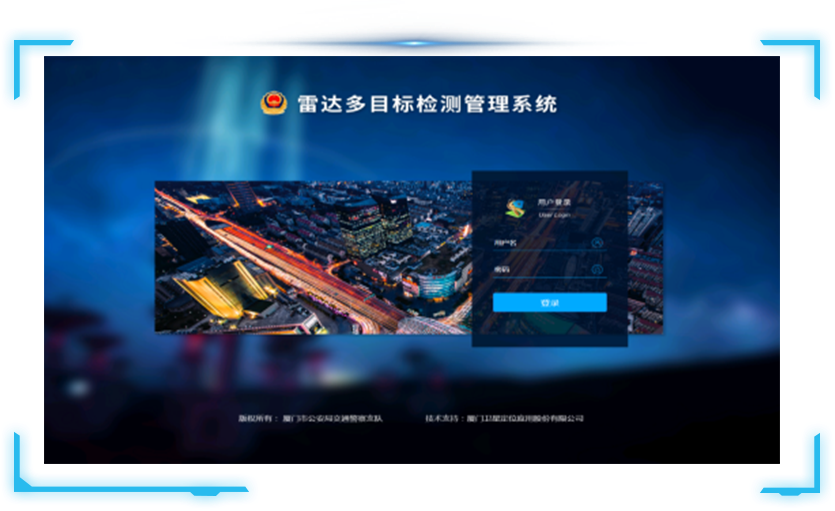 雷达多目标检测管理系统
用户登录
User Login
用户名
密码
登录
版权所有： 厦门市公安局交通警察支队 技术支持：厦门卫星定位应用股份有限公司